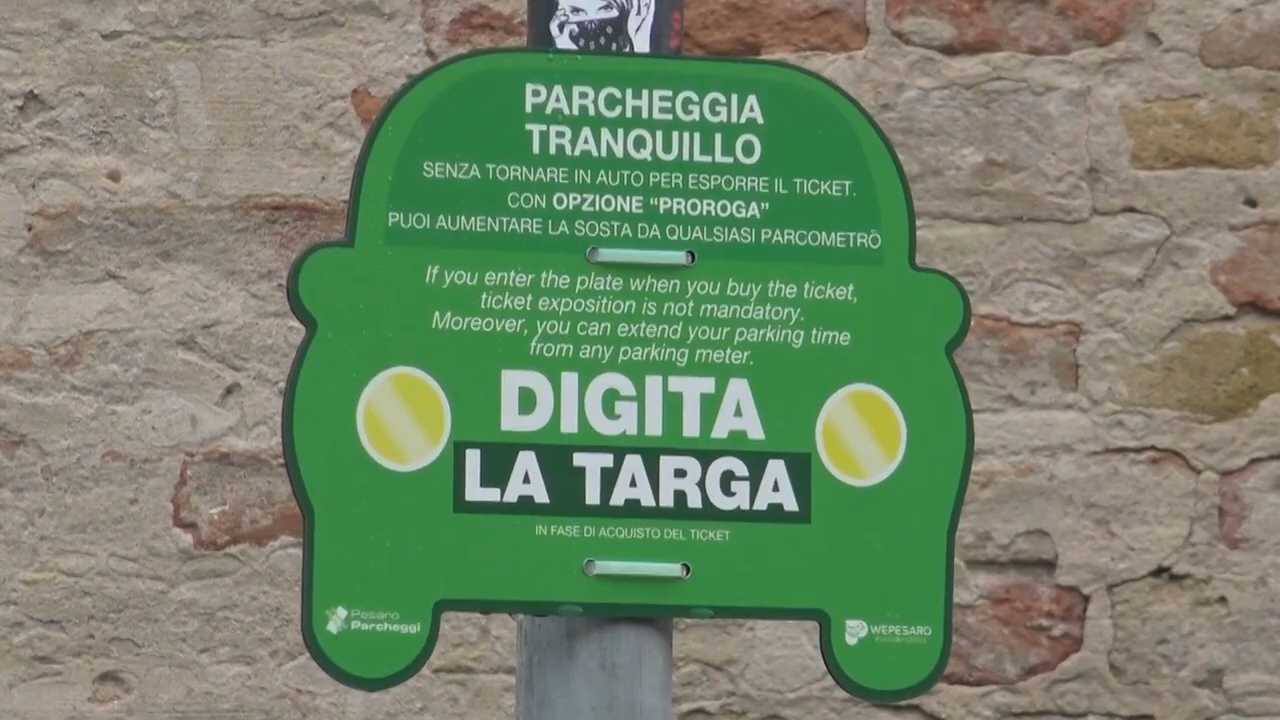 PARCHEGGIA
TRANQUILLO
SENZA TORNARE IN AUTO PER ESPORRE IL TICKET.
CON OPZIONE “PROROGA”
PUOI AUMENTARE LA SOSTA DA QUALSIASI PARCOMETRO
If you enter the plate when you buy the ticket,
ticket exposition is not mandatory.
Moreover, you can extend your parking time
from any parking meter.
DIGITA
LA TARGA
IN FASE DI ACQUISTO DEL TICKET
Pesaro
Parcheggi
WEPESARO